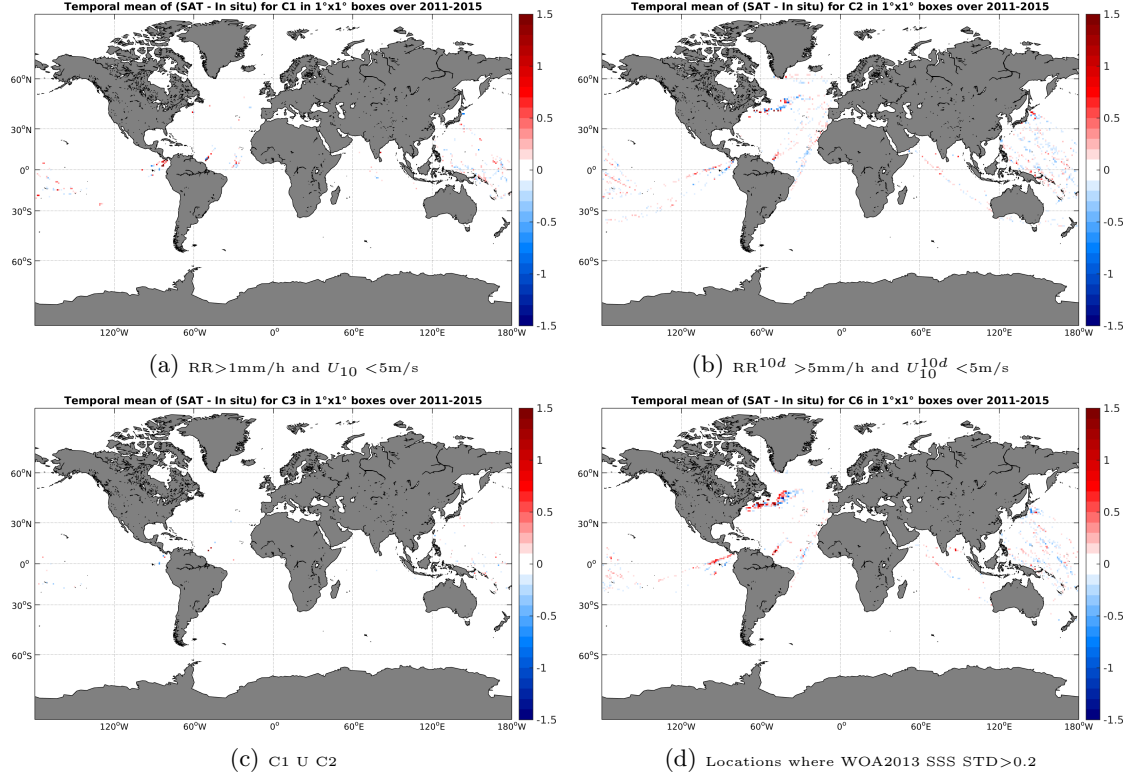 Temporal mean of (SAT - In situ) for C1 in 1°x1° boxes over 2011-2015
1.5
1
0.5
0
-0.5
-1
-1.5
60°N
30°N
0°
30°S
60°S
120°W
60°W
0°
60°E
120°E
180°W
(a) RR>1mm/h and U10 <5m/s
Temporal mean of (SAT - In situ) for C2 in 1°x1° boxes over 2011-2015
1.5
1
0.5
0
-0.5
-1
-1.5
60°N
30°N
0°
30°S
60°S
120°W
60°W
0°
60°E
120°E
180°W
(b) RR10d >5mm/h and U10d10 <5m/s
Temporal mean of (SAT - In situ) for C3 in 1°x1° boxes over 2011-2015
1.5
1
0.5
0
-0.5
-1
-1.5
60°N
30°N
0°
30°S
60°S
120°W
60°W
0°
60°E
120°E
180°W
(c) C1 U C2
Temporal mean of (SAT - In situ) for C6 in 1°x1° boxes over 2011-2015
1.5
1
0.5
0
-0.5
-1
-1.5
60°N
30°N
0°
30°S
60°S
120°W
60°W
0°
60°E
120°E
180°W
(d) Locations where WOA2013 SSS STD>0.2